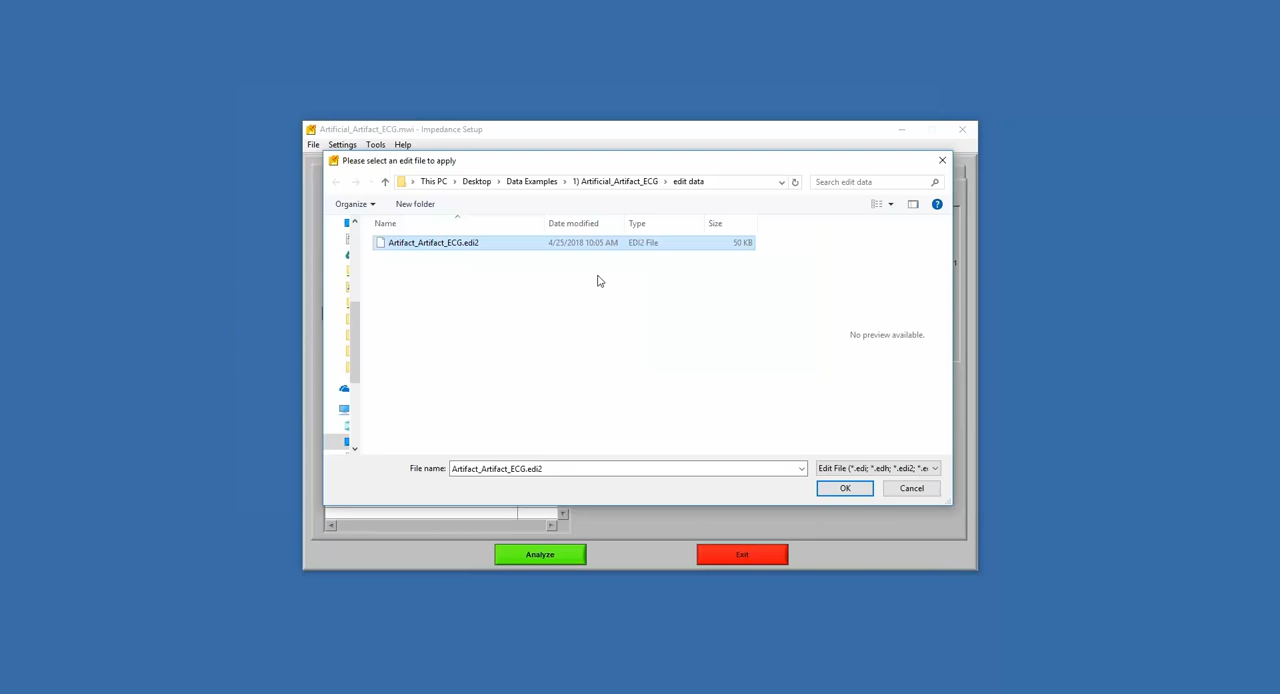 Artificial_Artifact_ECG.mwi - Impedance Setup
File Settings Tools Help
Please select an edit file to apply
This PC > Desktop > Data Examples > 1) Artificial_Artifact_ECG > edit data
Search edit data
Organize New folder
Name Date modified Type Size
Artifact_Artifact_ECG.edi2 4/25/2018 10:05 AM EDI2 File 50 KB
No preview available.
File name: Artifact_Artifact_ECG.edi2 Edit File (*.edi; *.edh; *.edi2; *.e
OK Cancel
Analyze Exit